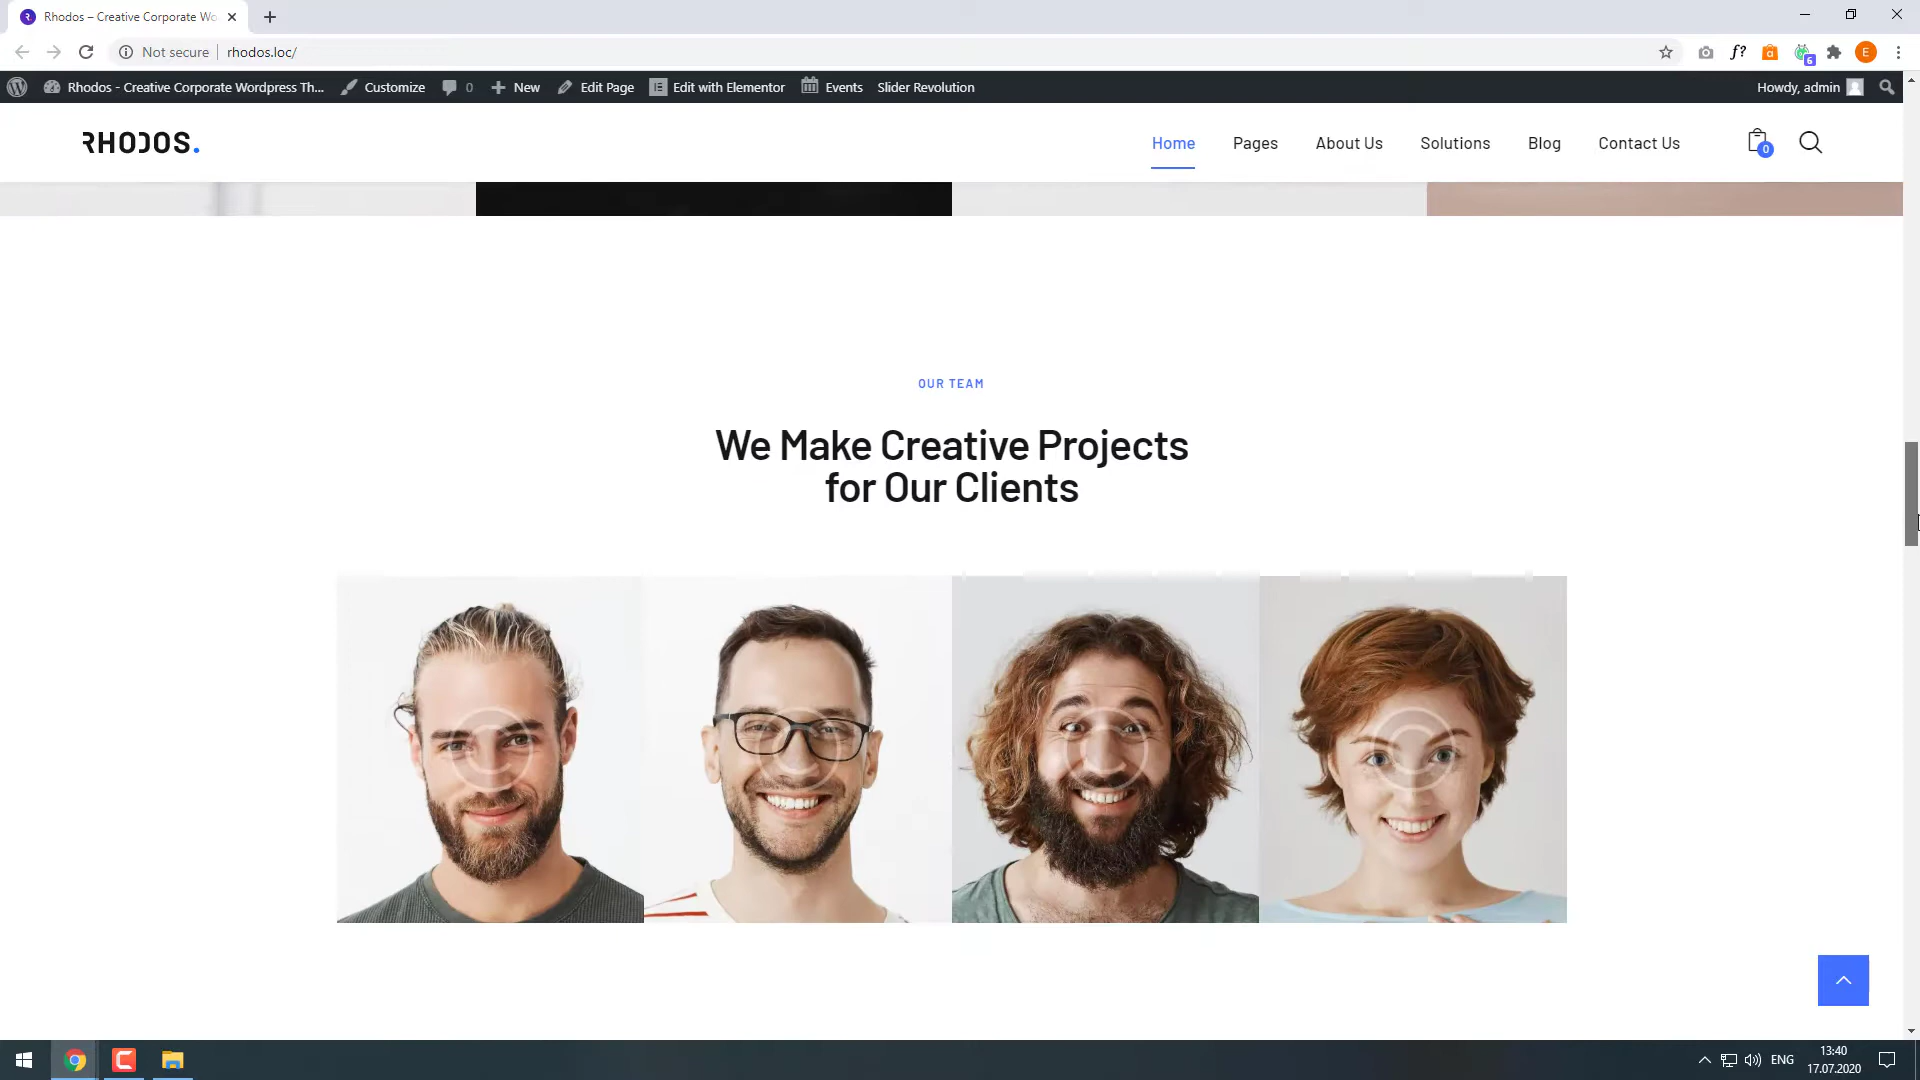 Rhodos – Creative Corporate Wo
Not secure
rhodos.loc/
f?
a
6
E
Rhodos - Creative Corporate Wordpress Th...
Customize
0
New
Edit Page
Edit with Elementor
Events
Slider Revolution
Howdy, admin
RHODOS.
Home
Pages
About Us
Solutions
Blog
Contact Us
0
OUR TEAM
We Make Creative Projects
for Our Clients
ENG
13:40
17.07.2020